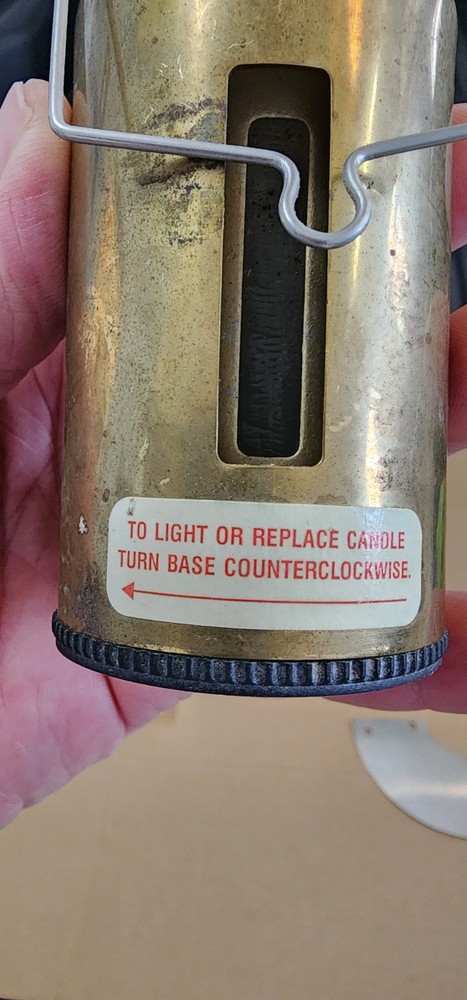 TO LIGHT OR REPLACE CANDLE
TURN BASE COUNTERCLOCKWISE.